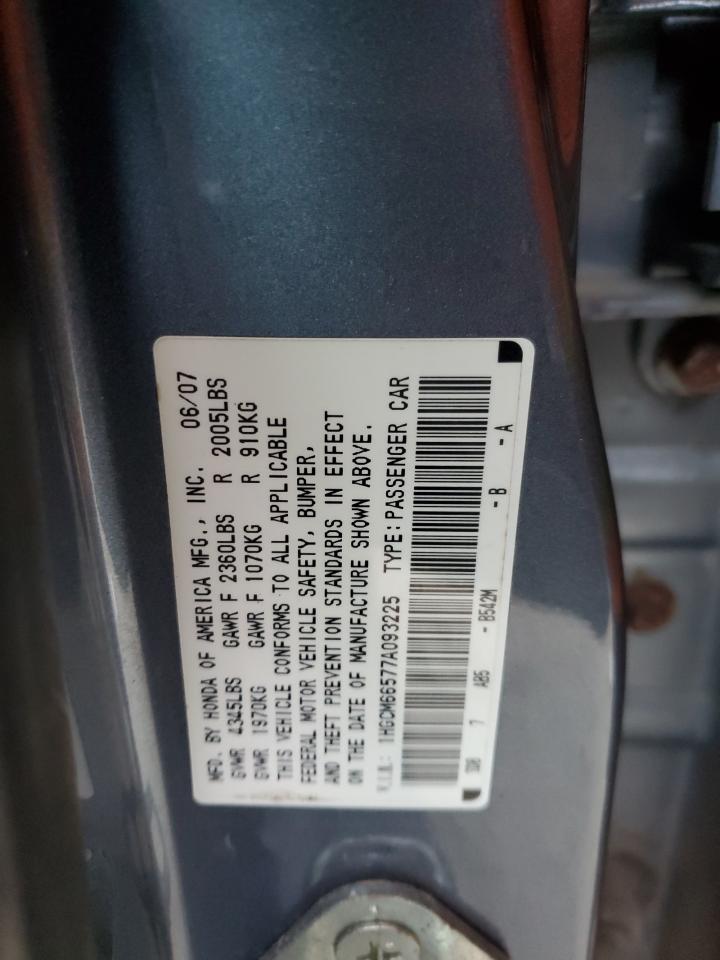 MFD. BY HONDA OF AMERICA MFG., INC. 06/07
GVWR 4345LBS GAWR F 2360LBS R 2005LBS
GVWR 1970KG GAWR F 1070KG R 910KG
THIS VEHICLE CONFORMS TO ALL APPLICABLE
FEDERAL MOTOR VEHICLE SAFETY, BUMPER,
AND THEFT PREVENTION STANDARDS IN EFFECT
ON THE DATE OF MANUFACTURE SHOWN ABOVE.
V.I.N.: 1HGCM66577A093225 TYPE: PASSENGER CAR
7 AB5 - B542M - B - A